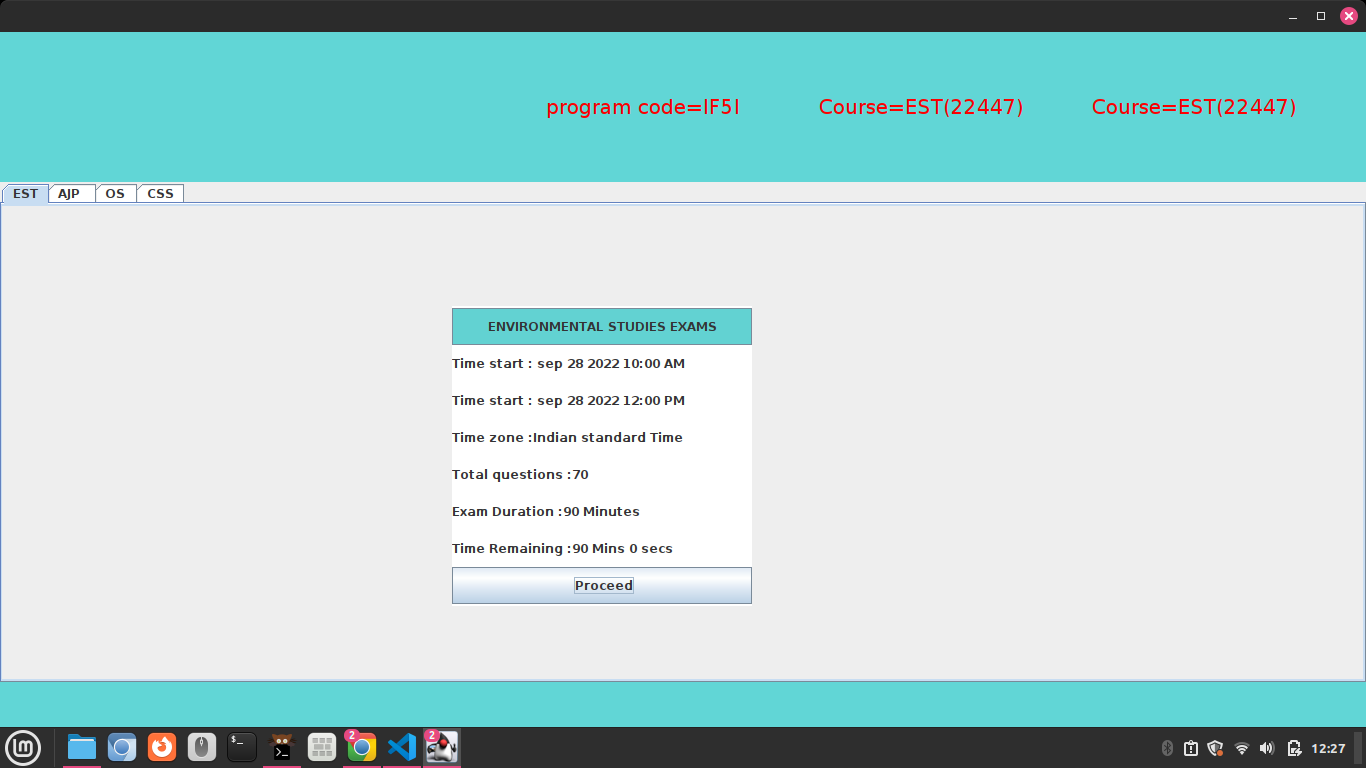 program code=IF5I Course=EST(22447) Course=EST(22447)
EST AJP OS CSS
ENVIRONMENTAL STUDIES EXAMS
Time start : sep 28 2022 10:00 AM
Time start : sep 28 2022 12:00 PM
Time zone :Indian standard Time
Total questions :70
Exam Duration :90 Minutes
Time Remaining :90 Mins 0 secs
Proceed
2 2 12:27